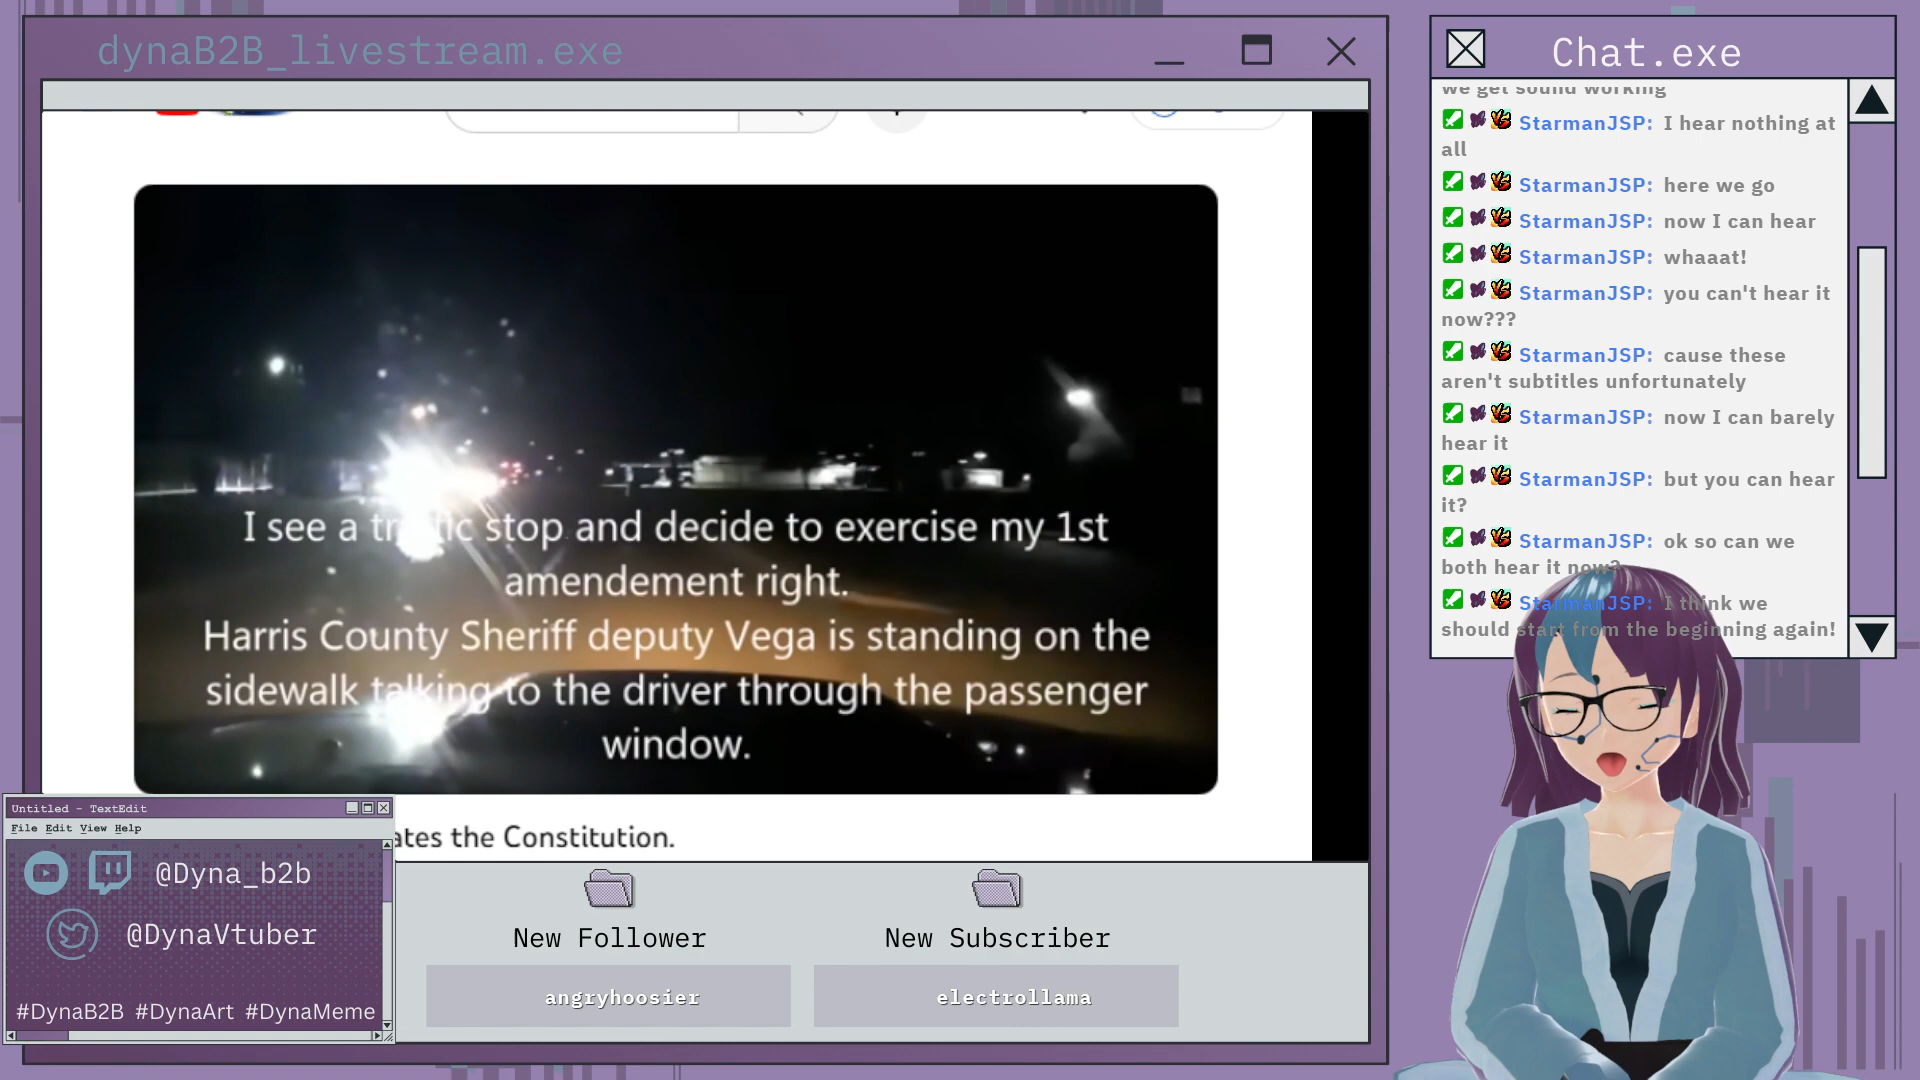 dynaB2B_livestream.exe
I see a traffic stop and decide to exercise my 1st
amendement right.
Harris County Sheriff deputy Vega is standing on the
sidewalk talking to the driver through the passenger
window.
ates the Constitution.
Untitled - TextEdit
File Edit View Help
@Dyna_b2b
@DynaVtuber
#DynaB2B #DynaArt #DynaMeme
New Follower
angryhoosier
New Subscriber
electrollama
Chat.exe
we get sound working
StarmanJSP: I hear nothing at
all
StarmanJSP: here we go
StarmanJSP: now I can hear
StarmanJSP: whaaat!
StarmanJSP: you can't hear it
now???
StarmanJSP: cause these
aren't subtitles unfortunately
StarmanJSP: now I can barely
hear it
StarmanJSP: but you can hear
it?
StarmanJSP: ok so can we
both hear it now?
StarmanJSP: I think we
should start from the beginning again!